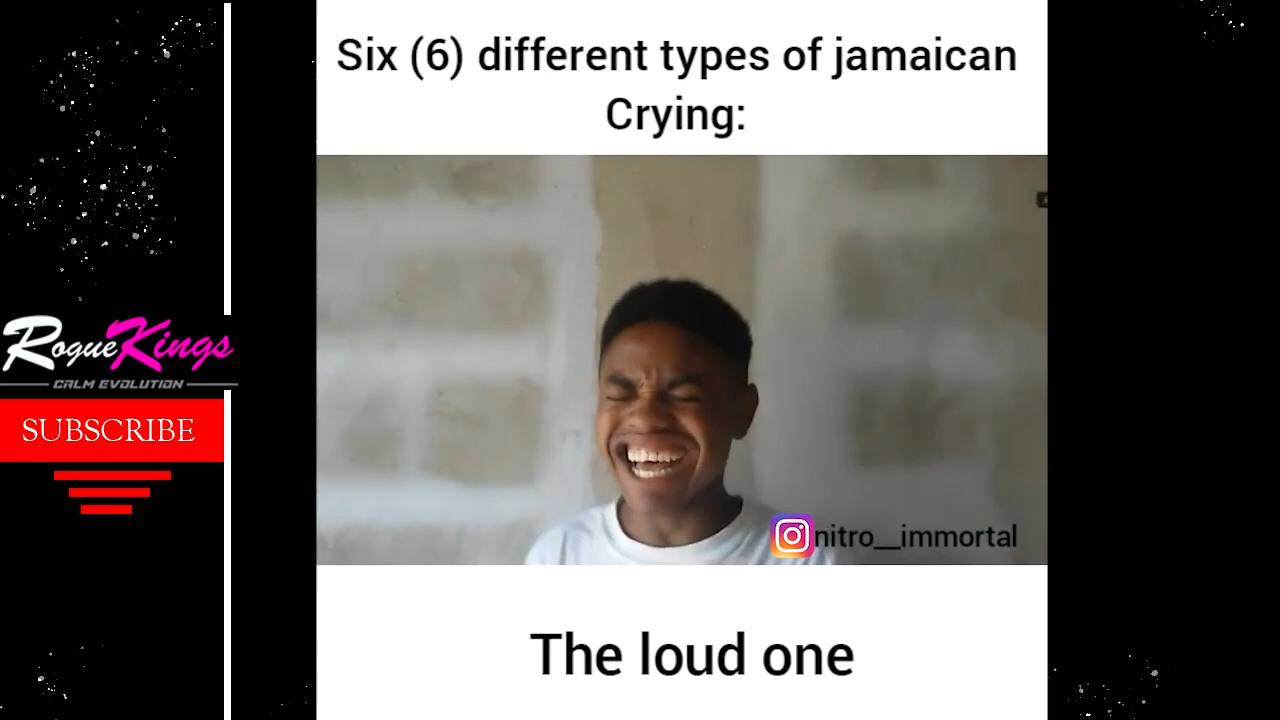 Six (6) different types of jamaican
Crying:
RogueKings
CALM EVOLUTION
SUBSCRIBE
nitro__immortal
The loud one